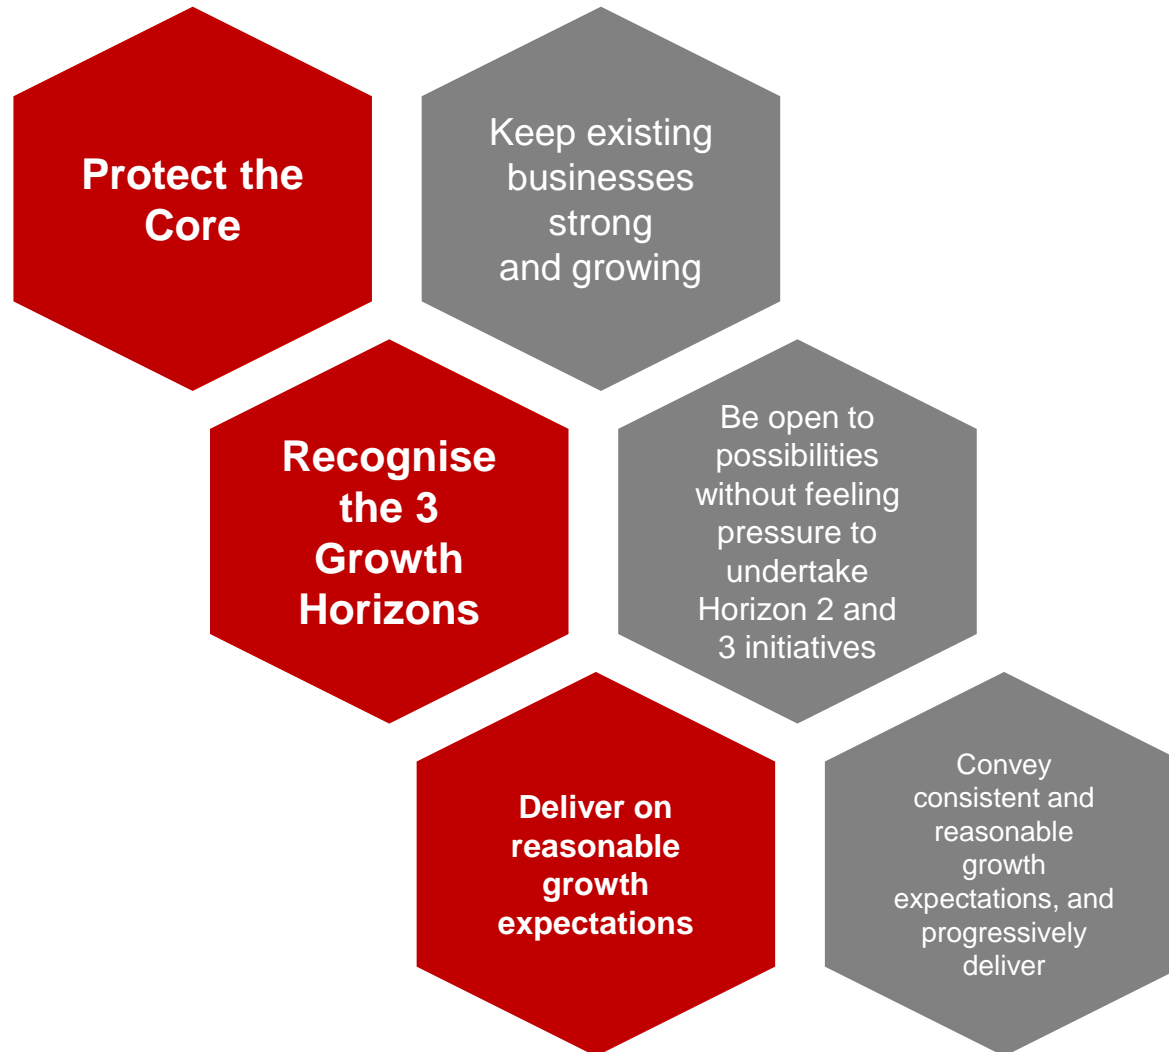 Protect the
Core
Keep existing
businesses
strong
and growing
Recognise
the 3
Growth
Horizons
Be open to
possibilities
without feeling
pressure to
undertake
Horizon 2 and
3 initiatives
Deliver on
reasonable
growth
expectations
Convey
consistent and
reasonable
growth
expectations, and
progressively
deliver